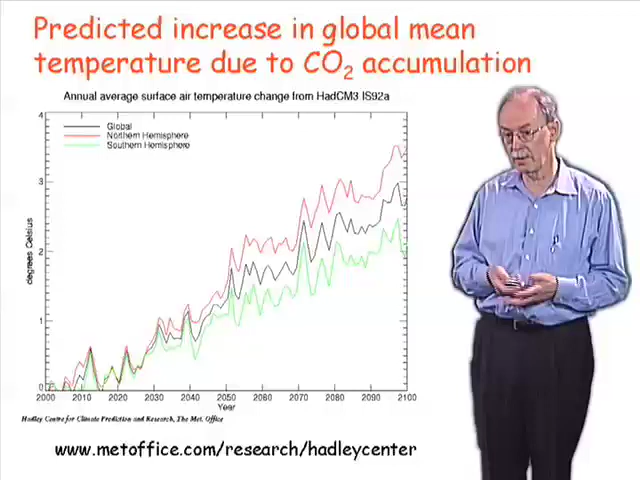 Predicted increase in global mean
temperature due to CO₂ accumulation
Annual average surface air temperature change from HadCM3 IS92a
4
Global
Northern Hemisphere
Southern Hemisphere
3
degrees Celsius
2
1
0
2000 2010 2020 2030 2040 2050 2060 2070 2080 2090 2100
Year
Hadley Centre for Climate Prediction and Research, The Met. Office
www.metoffice.com/research/hadleycenter